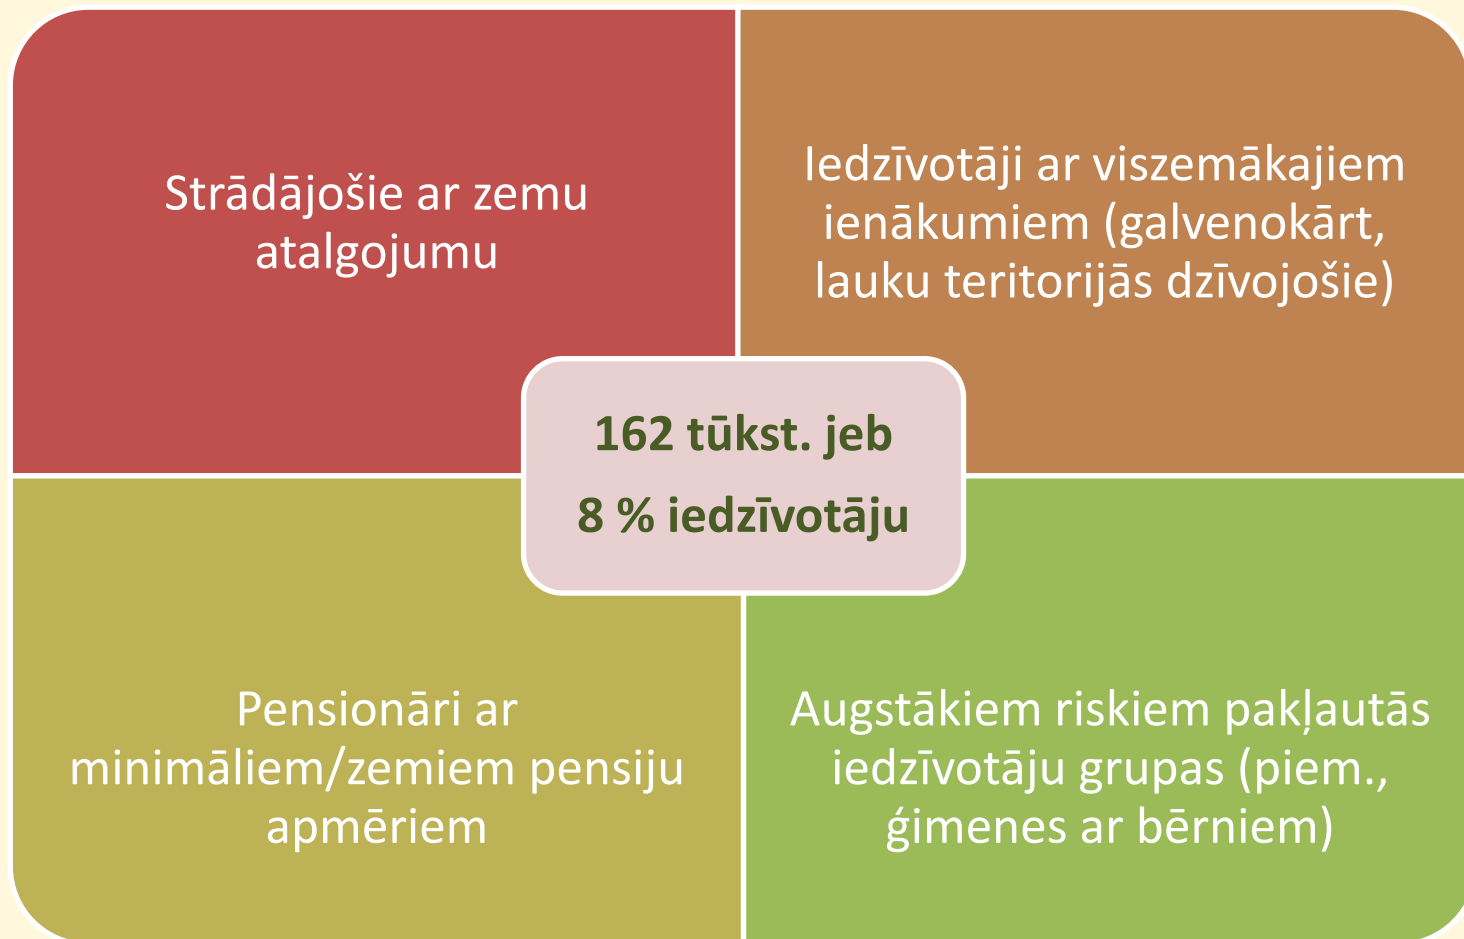 Strādājošie ar zemu
atalgojumu
Iedzīvotāji ar viszemākajiem
ienākumiem (galvenokārt,
lauku teritorijās dzīvojošie)
162 tūkst. jeb
8 % iedzīvotāju
Pensionāri ar
minimāliem/zemiem pensiju
apmēriem
Augstākiem riskiem pakļautās
iedzīvotāju grupas (piem.,
ģimenes ar bērniem)